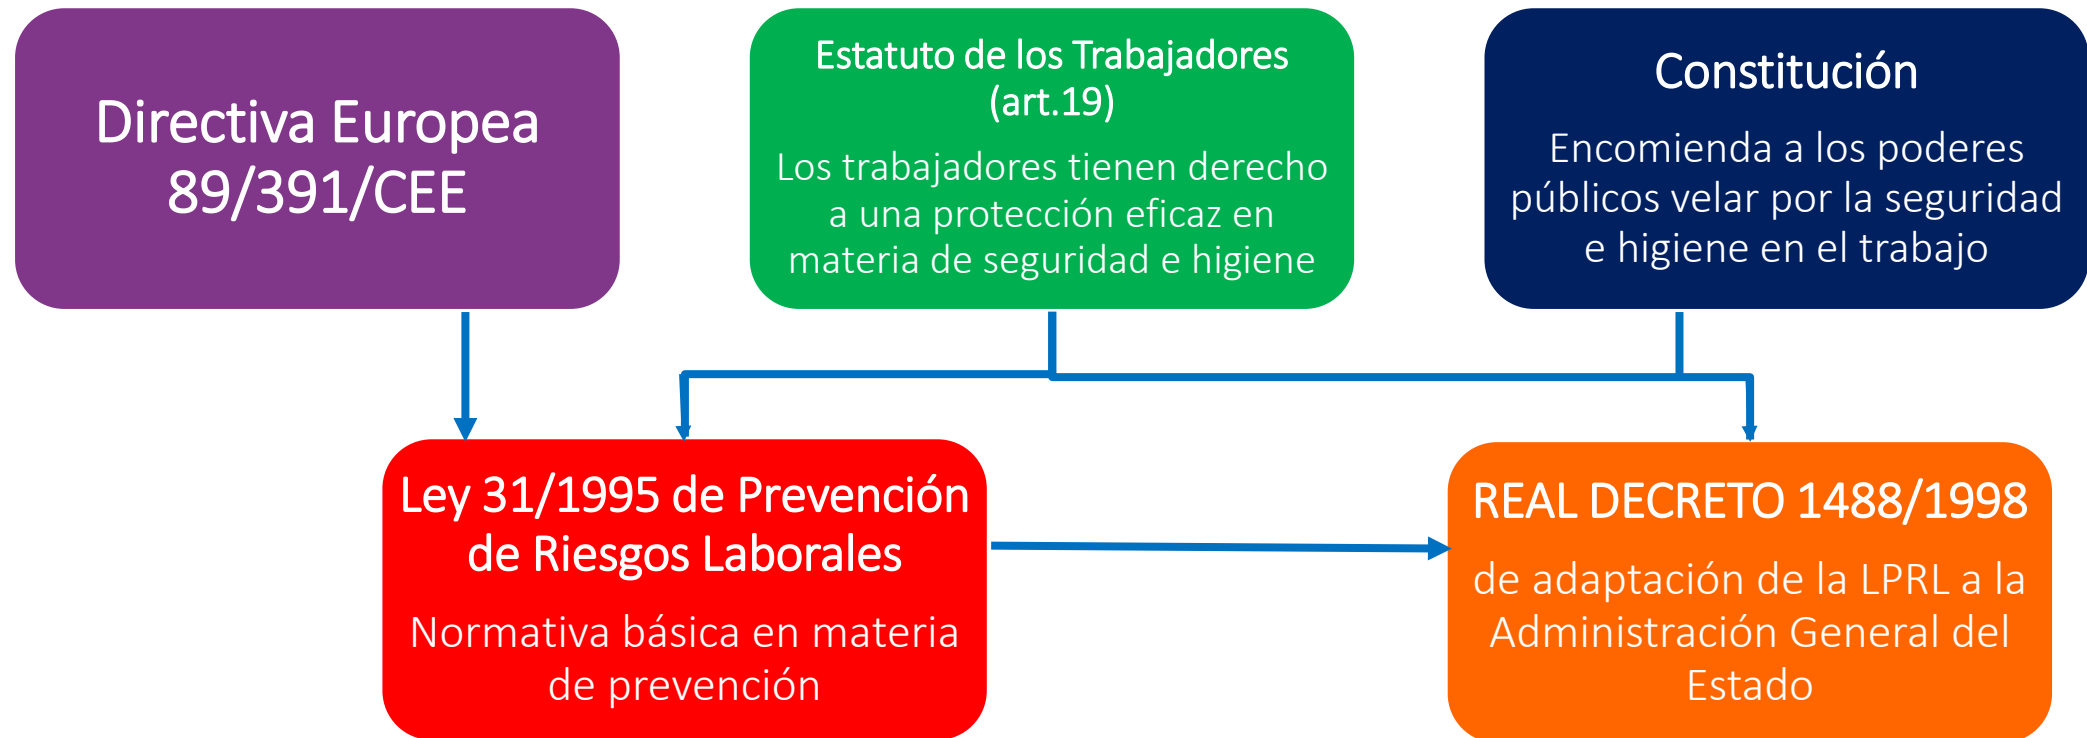 Directiva Europea
89/391/CEE
Estatuto de los Trabajadores
(art.19)
Los trabajadores tienen derecho
a una protección eficaz en
materia de seguridad e higiene
Constitución
Encomienda a los poderes
públicos velar por la seguridad
e higiene en el trabajo
Ley 31/1995 de Prevención
de Riesgos Laborales
Normativa básica en materia
de prevención
REAL DECRETO 1488/1998
de adaptación de la LPRL a la
Administración General del
Estado